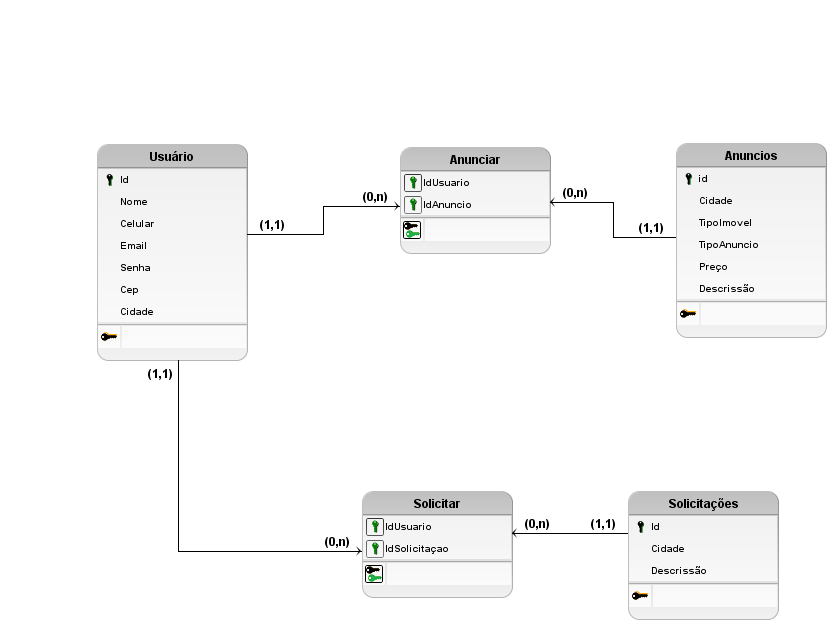 Usuário
Id
Nome
Celular
Email
Senha
Cep
Cidade
(1,1)
(0,n)
Anunciar
IdUsuario
IdAnuncio
(0,n)
(1,1)
Anuncios
id
Cidade
TipoImovel
TipoAnuncio
Preço
Descrissão
(1,1)
(0,n)
Solicitar
IdUsuario
IdSolicitaçao
(0,n)
(1,1)
Solicitações
Id
Cidade
Descrissão